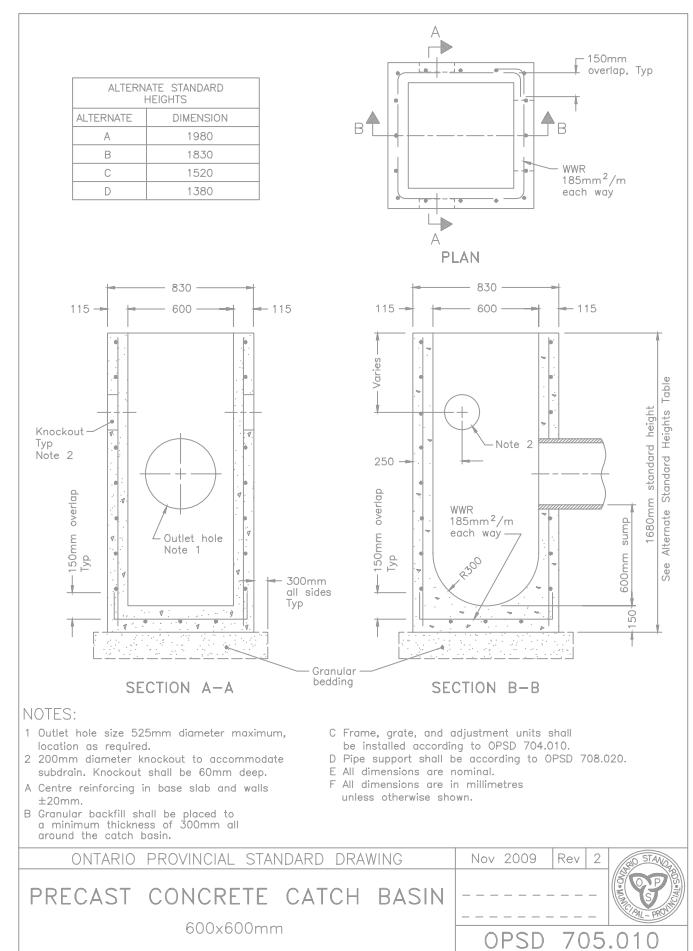 ALTERNATE STANDARD
HEIGHTS
ALTERNATE DIMENSION
A 1980
B 1830
C 1520
D 1380
A
150mm
overlap, Typ
B
B
WWR
185mm²/m
each way
A
PLAN
830
115
600
115
Knockout
Typ
Note 2
Outlet hole
Note 1
150mm overlap
Typ
300mm
all sides
Typ
SECTION A-A
830
115
600
115
Varies
Note 2
250
150mm overlap
Typ
WWR
185mm²/m
each way
R300
600mm sump
150
1680mm standard height
See Alternate Standard Heights Table
Granular
bedding
SECTION B-B
NOTES:
1 Outlet hole size 525mm diameter maximum,
location as required.
2 200mm diameter knockout to accommodate
subdrain. Knockout shall be 60mm deep.
A Centre reinforcing in base slab and walls
±20mm.
B Granular backfill shall be placed to
a minimum thickness of 300mm all
around the catch basin.
C Frame, grate, and adjustment units shall
be installed according to OPSD 704.010.
D Pipe support shall be according to OPSD 708.020.
E All dimensions are nominal.
F All dimensions are in millimetres
unless otherwise shown.
ONTARIO PROVINCIAL STANDARD DRAWING
Nov 2009 Rev 2
PRECAST CONCRETE CATCH BASIN
600x600mm
OPSD 705.010
ONTARIO STANDARDS
MUNICIPAL-PROVINCIAL
OPS